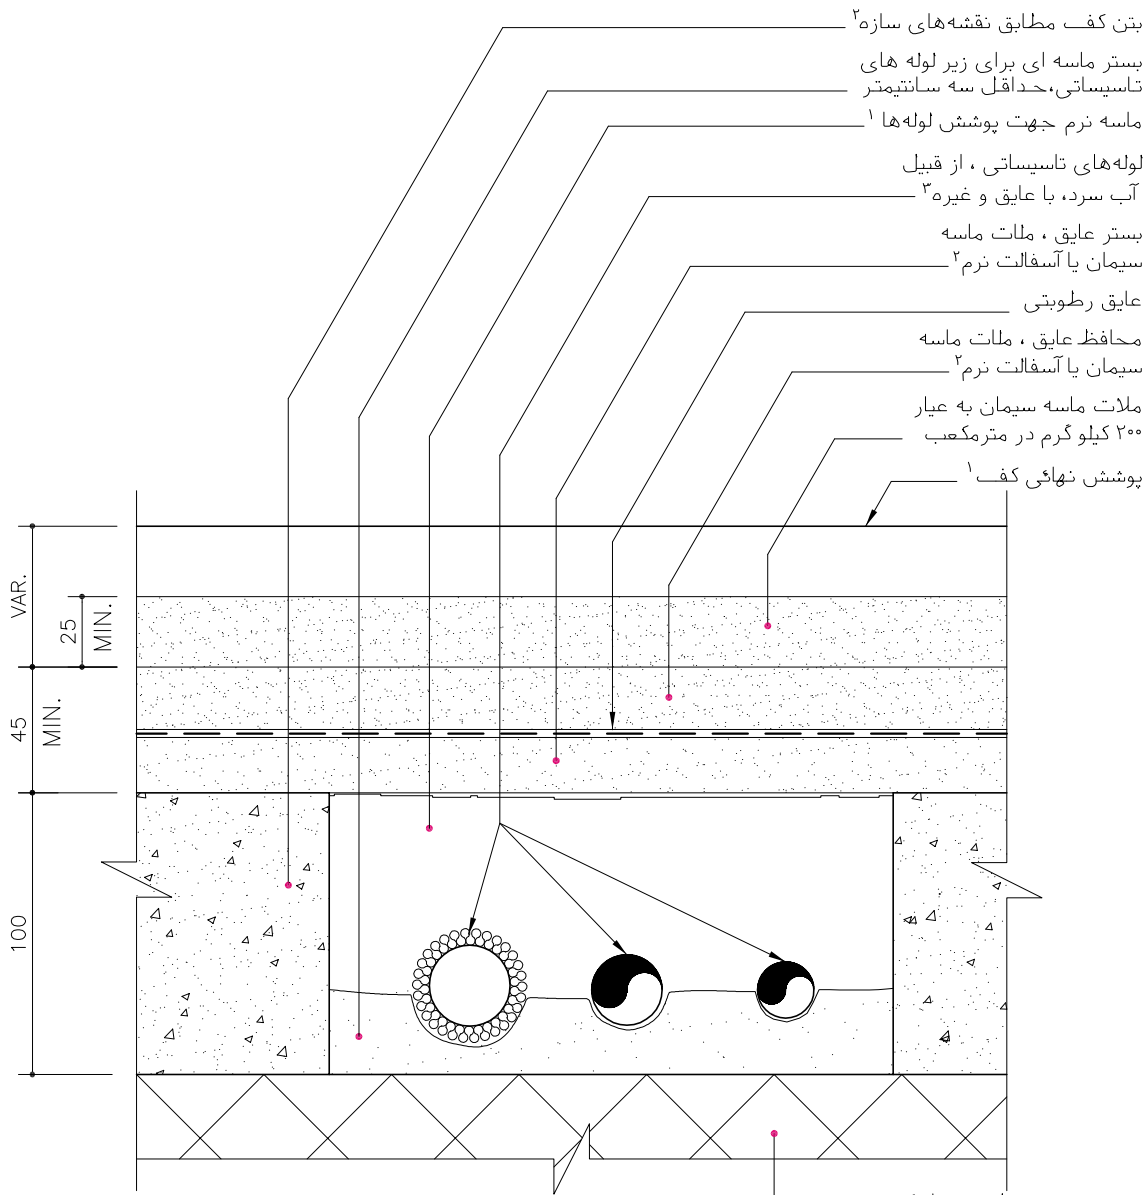 بتن کف مطابق نقشه‌های سازه۲
بستر ماسه ای برای زیر لوله های
تاسیساتی،حداقل سه سانتیمتر
ماسه نرم جهت پوشش لوله‌ها ۱
لوله‌های تاسیساتی ، از قبیل
آب سرد، با عایق و غیره۳
بستر عایق ، ملات ماسه
سیمان یا آسفالت نرم۲
عایق رطوبتی
محافظ عایق ، ملات ماسه
سیمان یا آسفالت نرم۲
ملات ماسه سیمان به عیار
۲۰۰ کیلو گرم در مترمکعب
پوشش نهائی کف ۱
VAR.
25
MIN.
45
MIN.
100